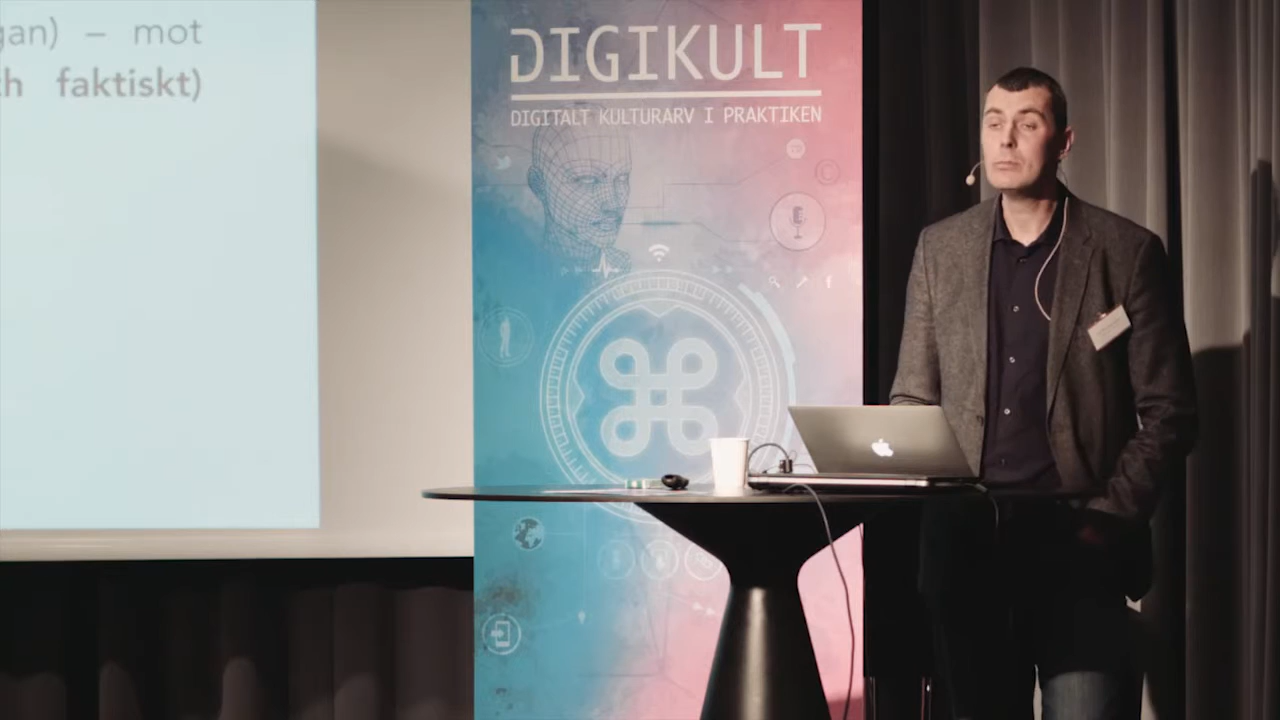 gan) – mot
h faktiskt)
DIGIKULT
DIGITALT KULTURARV I PRAKTIKEN